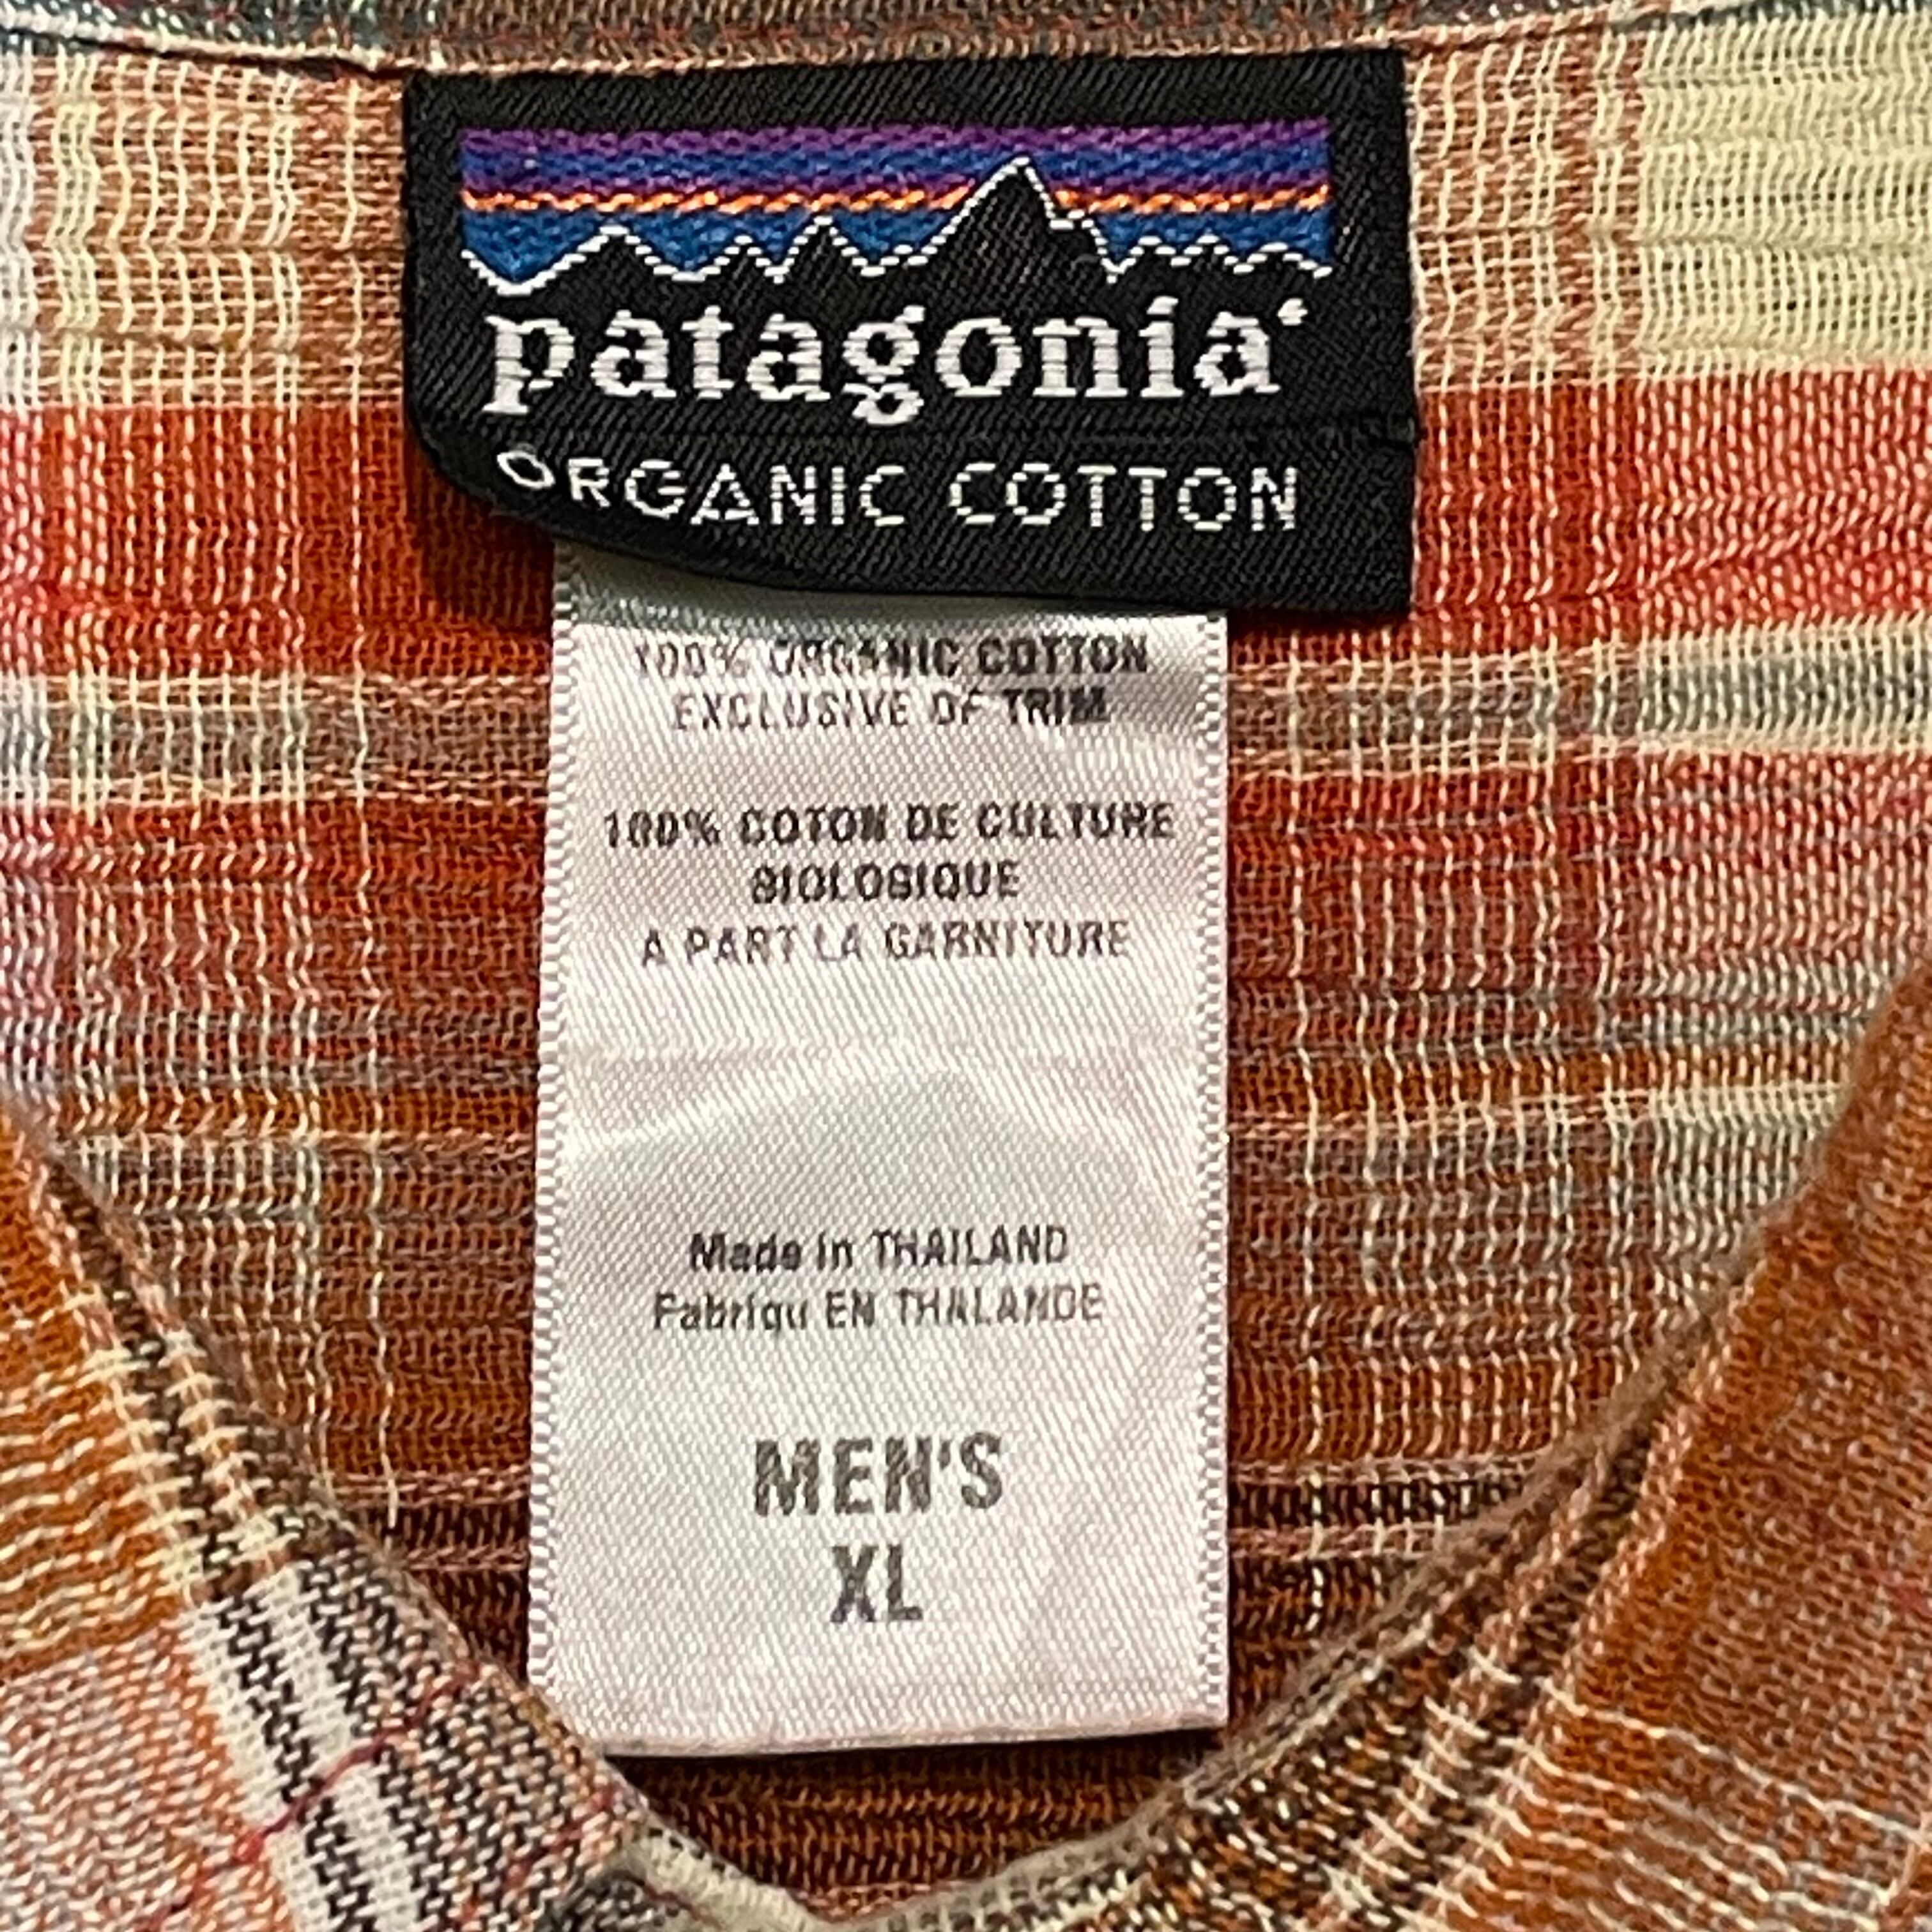 patagonia
ORGANIC COTTON
100% ORGANIC COTTON
EXCLUSIVE OF TRIM
100% COTON DE CULTURE
BIOLOGIQUE
A PART LA GARNITURE
Made in THAILAND
Fabriqu EN THALANDE
MEN'S
XL